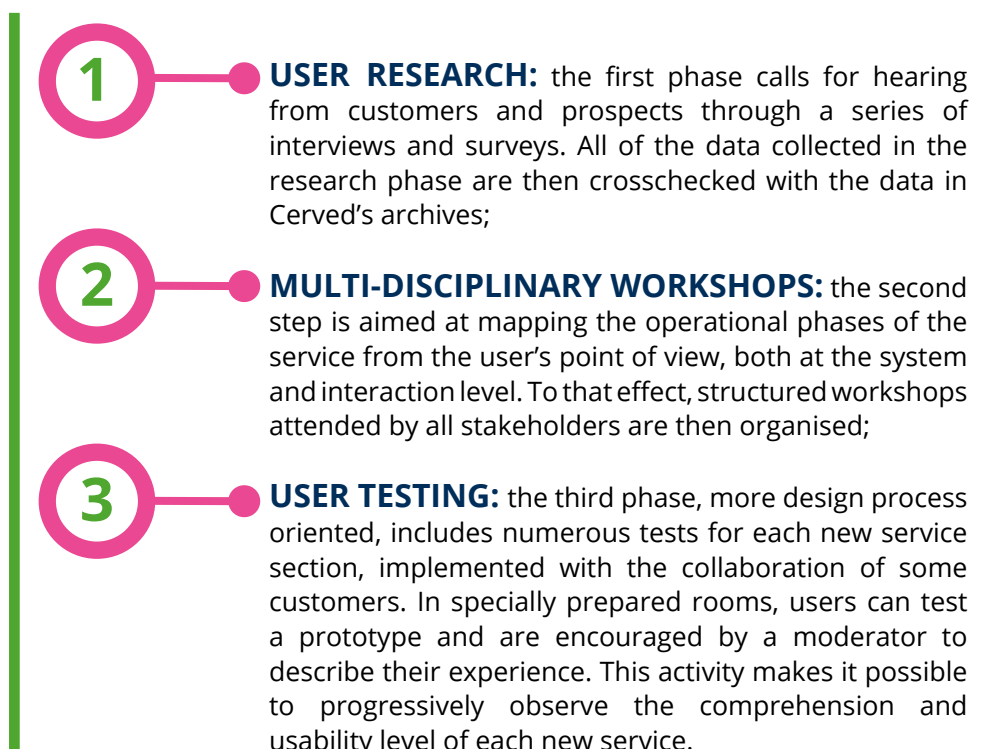 1
USER RESEARCH: the first phase calls for hearing
from customers and prospects through a series of
interviews and surveys. All of the data collected in the
research phase are then crosschecked with the data in
Cerved’s archives;
2
MULTI-DISCIPLINARY WORKSHOPS: the second
step is aimed at mapping the operational phases of the
service from the user’s point of view, both at the system
and interaction level. To that effect, structured workshops
attended by all stakeholders are then organised;
3
USER TESTING: the third phase, more design process
oriented, includes numerous tests for each new service
section, implemented with the collaboration of some
customers. In specially prepared rooms, users can test
a prototype and are encouraged by a moderator to
describe their experience. This activity makes it possible
to progressively observe the comprehension and
usability level of each new service.